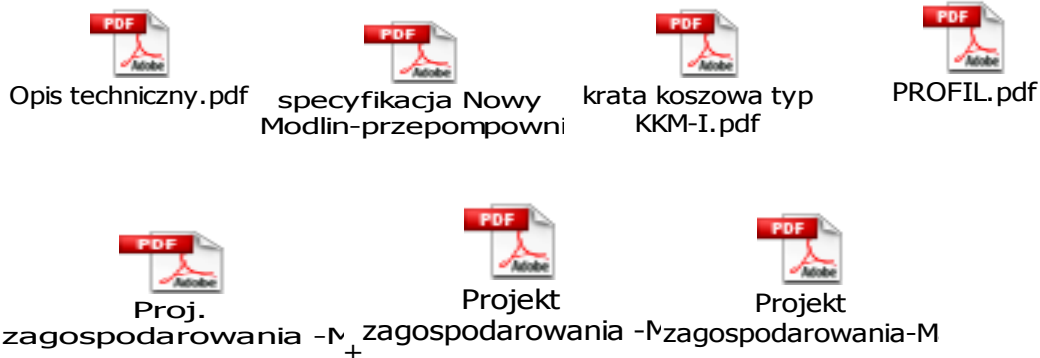 PDF
Adobe
Opis techniczny.pdf
PDF
Adobe
specyfikacja Nowy
Modlin-przepompowni
PDF
Adobe
krata koszowa typ
KKM-I.pdf
PDF
Adobe
PROFIL.pdf
PDF
Adobe
Proj.
zagospodarowania -M
+
PDF
Adobe
Projekt
zagospodarowania -M
PDF
Adobe
Projekt
zagospodarowania-M